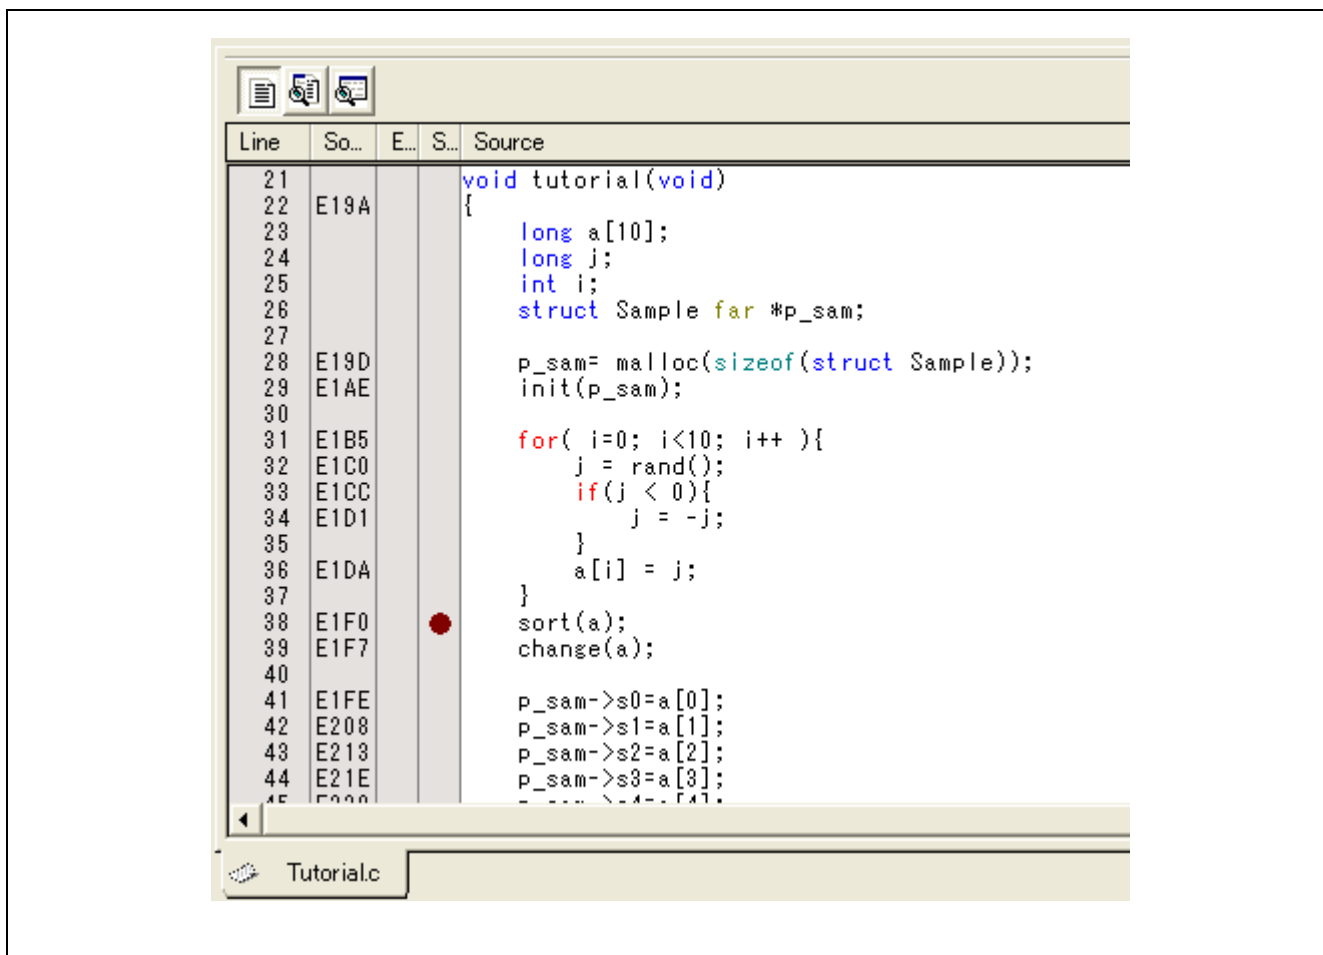 Line So... E... S... Source
21 void tutorial(void)
22 E19A {
23 long a[10];
24 long j;
25 int i;
26 struct Sample far *p_sam;
27
28 E19D p_sam= malloc(sizeof(struct Sample));
29 E1AE init(p_sam);
30
31 E1B5 for( i=0; i<10; i++ ){
32 E1C0 j = rand();
33 E1CC if(j < 0){
34 E1D1 j = -j;
35 }
36 E1DA a[i] = j;
37 }
38 E1F0 sort(a);
39 E1F7 change(a);
40
41 E1FE p_sam->s0=a[0];
42 E208 p_sam->s1=a[1];
43 E213 p_sam->s2=a[2];
44 E21E p_sam->s3=a[3];
Tutorial.c